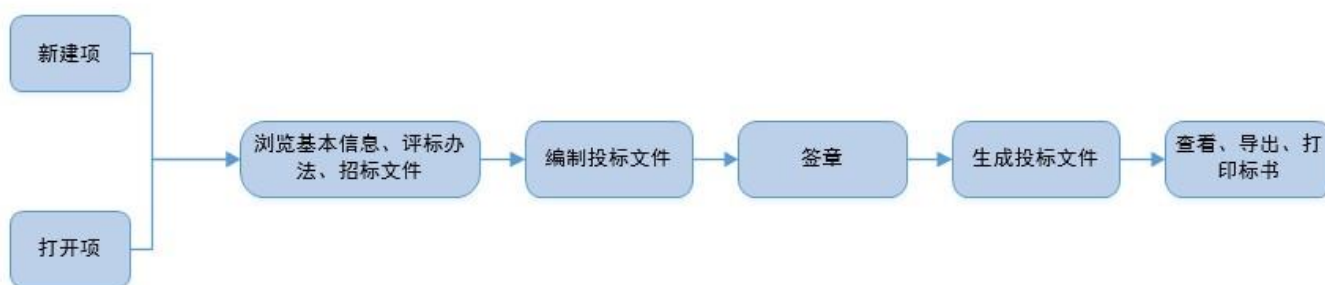 新建项
浏览基本信息、评标办
法、招标文件
编制投标文件
签章
生成投标文件
查看、导出、打
印标书
打开项